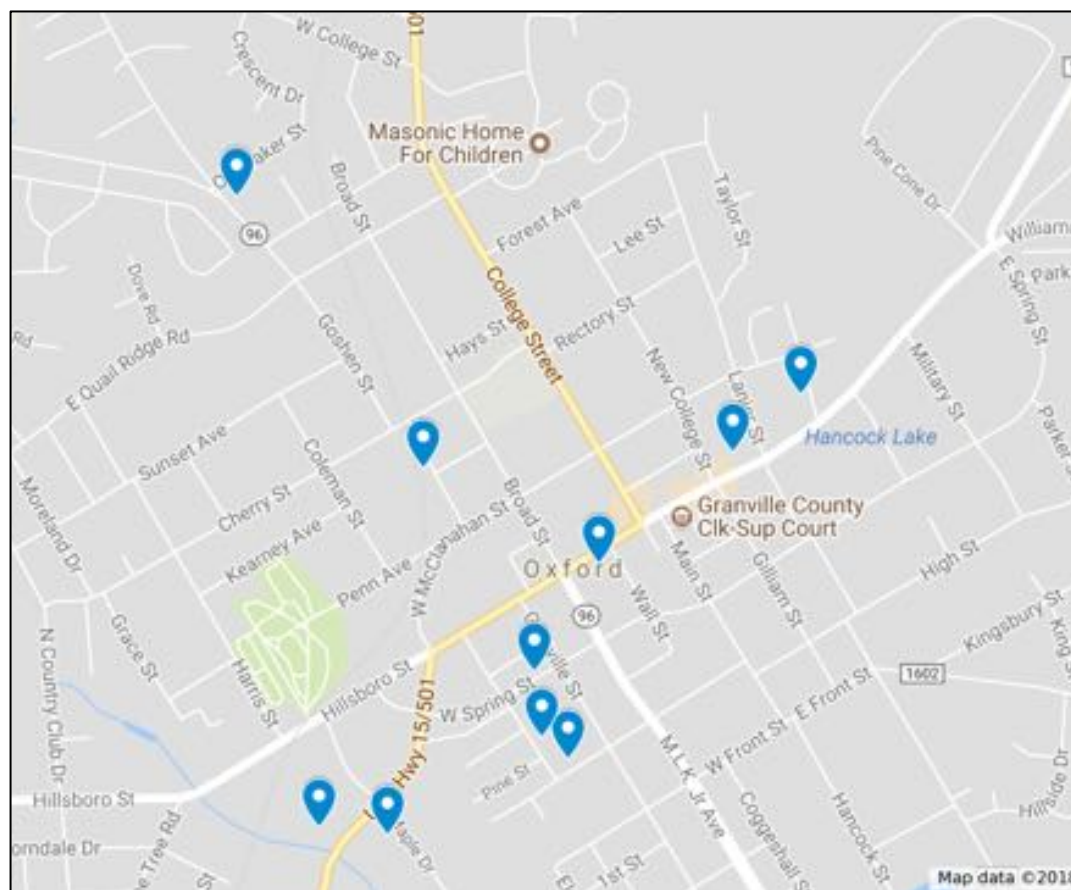 501
W College St
Crescent Dr
Masonic Home
For Children
Broad St
96
Forest Ave
Lee St
Taylor St
Pine Cone Dr
E Spring St
Dove Rd
Rd
Goshen St
E Quail Ridge Rd
Hays St
College Street
Rectory St
New College St
Military St
Hancock Lake
Sunset Ave
Coleman St
Cherry St
Moreland Dr
Kearney Ave
W McClanahan St
Broad St
Penn Ave
Granville County
Clk-Sup Court
Oxford
Main St
Gilliam St
High St
96
Wall St
Kingsbury St
1602
N Country Club Dr
Grace St
Harris St
Hillsboro St
W Spring St
E Front St
W Front St
Hwy 15/501
Pine St
M L K Jr Ave
Coggeshall St
Hancock St
Hillside Dr
Hillsboro St
Maple Dr
1st St
St
Map data ©2018